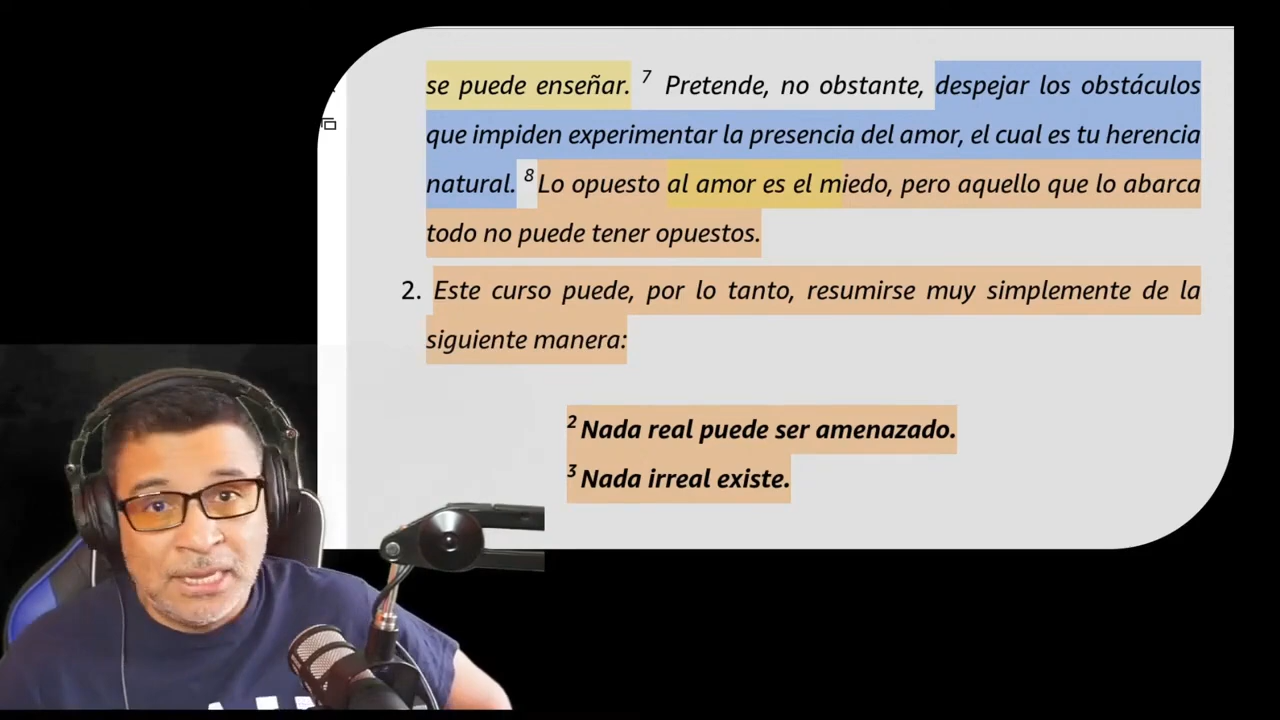 se puede enseñar. 7 Pretende, no obstante, despejar los obstáculos
que impiden experimentar la presencia del amor, el cual es tu herencia
natural. 8 Lo opuesto al amor es el miedo, pero aquello que lo abarca
todo no puede tener opuestos.
2. Este curso puede, por lo tanto, resumirse muy simplemente de la
siguiente manera:
2 Nada real puede ser amenazado.
3 Nada irreal existe.